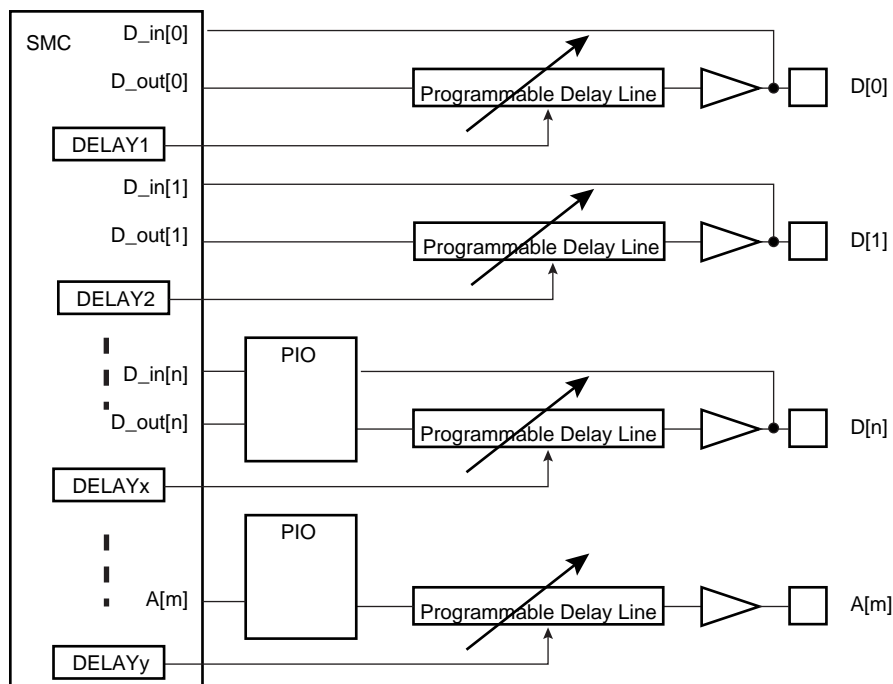 SMC
D_in[0]
D_out[0]
Programmable Delay Line
D[0]
DELAY1
D_in[1]
D_out[1]
Programmable Delay Line
D[1]
DELAY2
PIO
D_in[n]
D_out[n]
Programmable Delay Line
D[n]
DELAYx
PIO
A[m]
Programmable Delay Line
A[m]
DELAYy